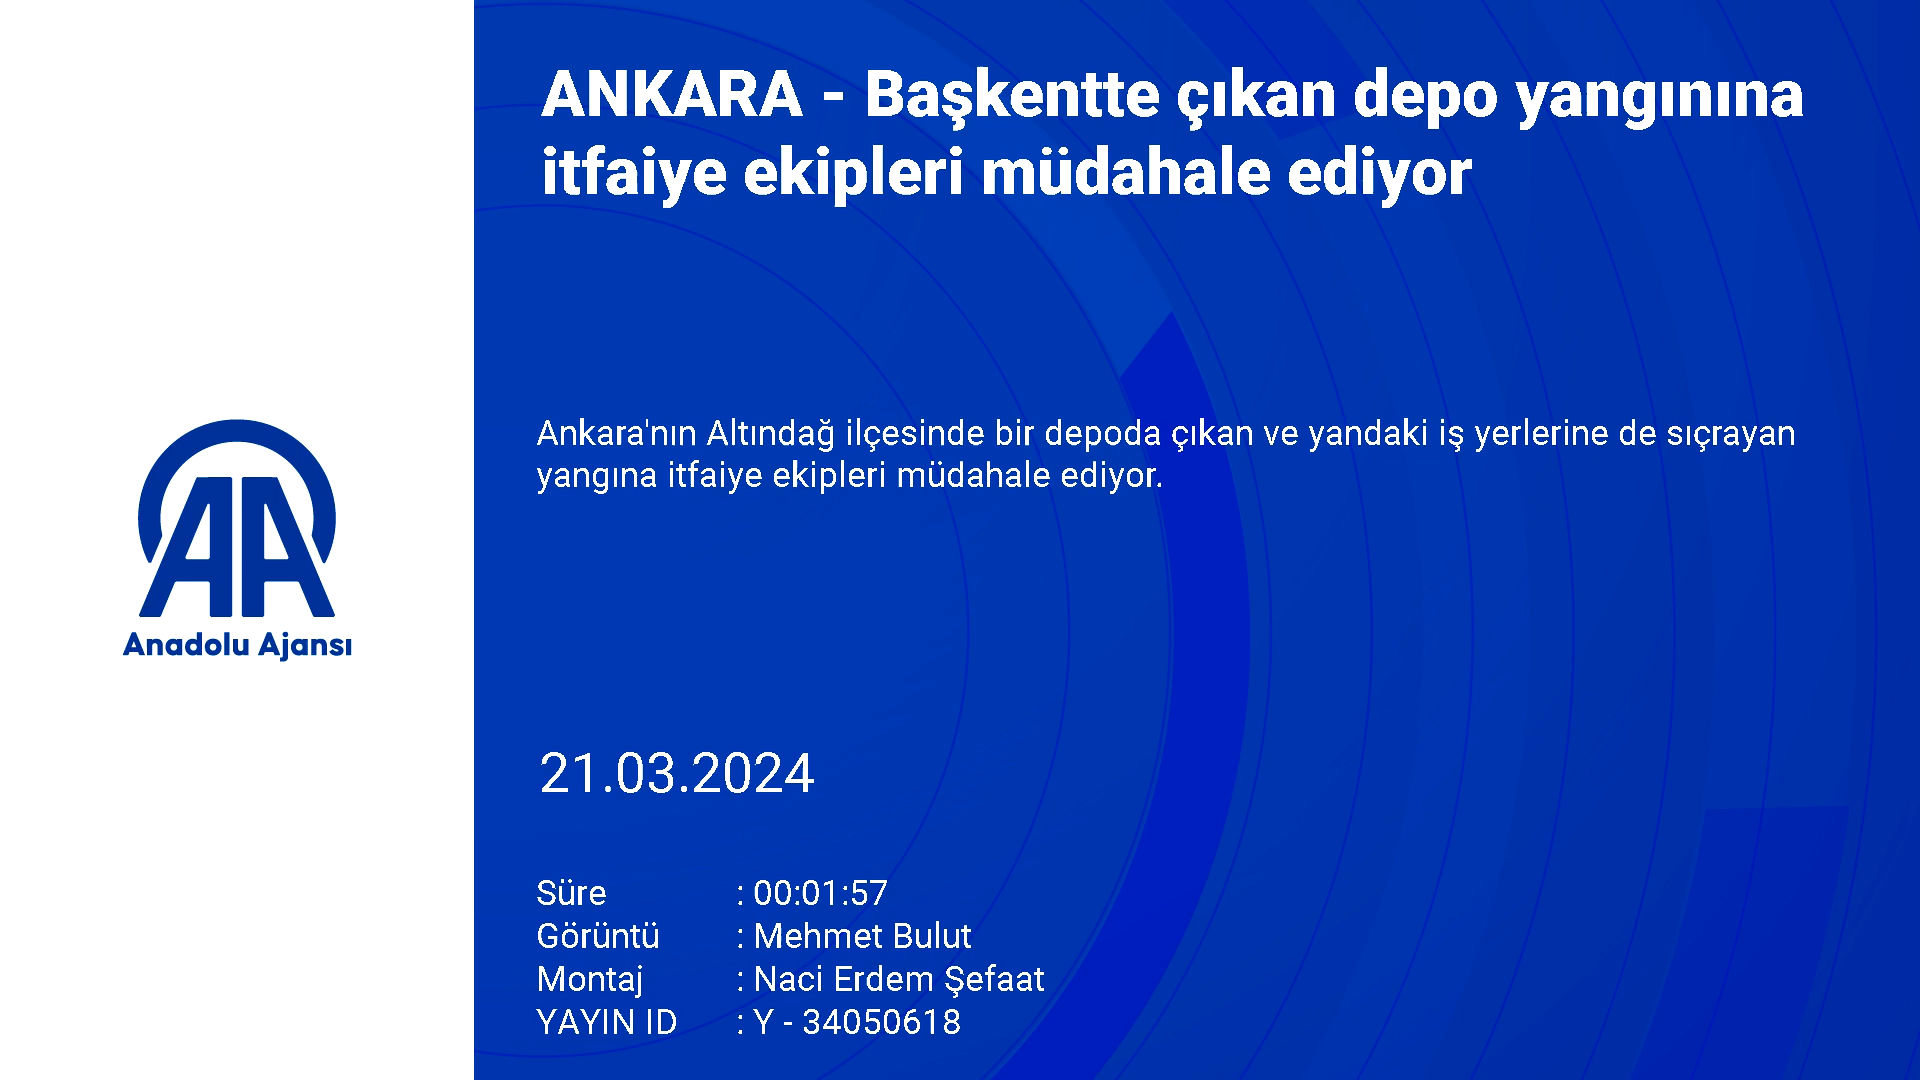 ANKARA - Başkentte çıkan depo yangınına
itfaiye ekipleri müdahale ediyor
Ankara'nın Altındağ ilçesinde bir depoda çıkan ve yandaki iş yerlerine de sıçrayan
yangına itfaiye ekipleri müdahale ediyor.
AA
Anadolu Ajansı
21.03.2024
Süre : 00:01:57
Görüntü : Mehmet Bulut
Montaj : Naci Erdem Şefaat
YAYIN ID : Y - 34050618